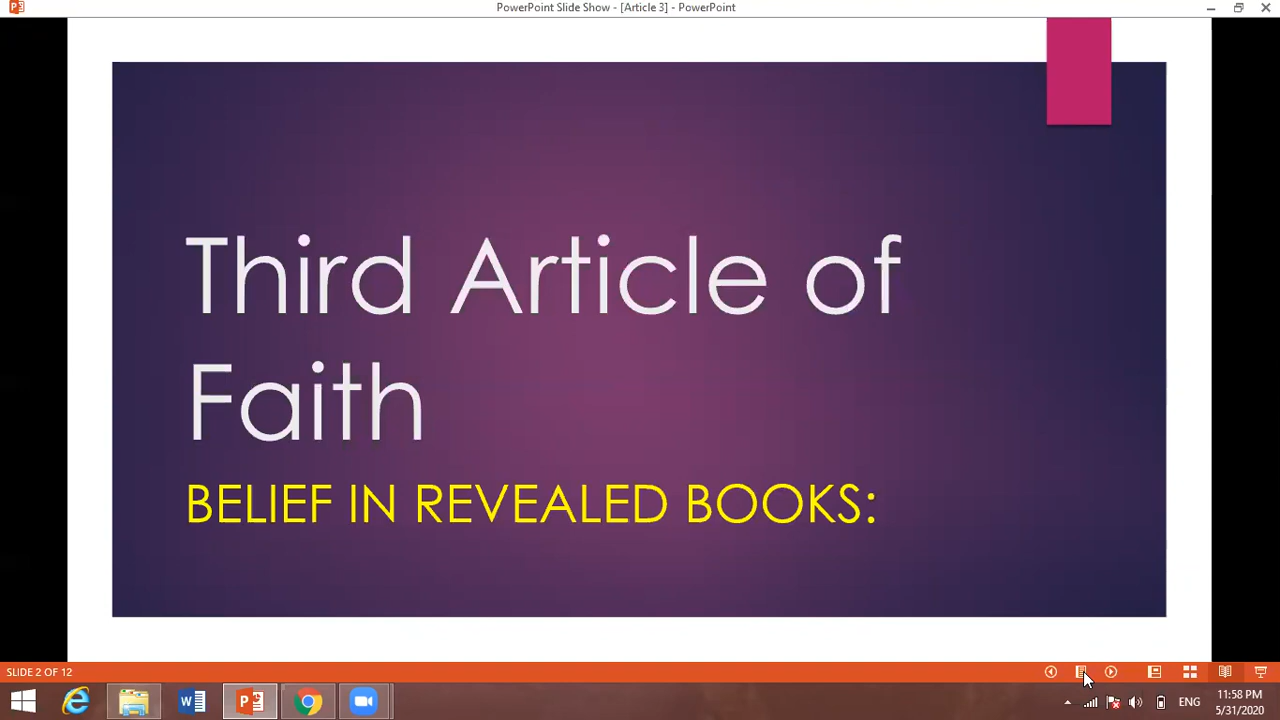 PowerPoint Slide Show - [Article 3] - PowerPoint
Third Article of
Faith
BELIEF IN REVEALED BOOKS:
SLIDE 2 OF 12
ENG
11:58 PM
5/31/2020